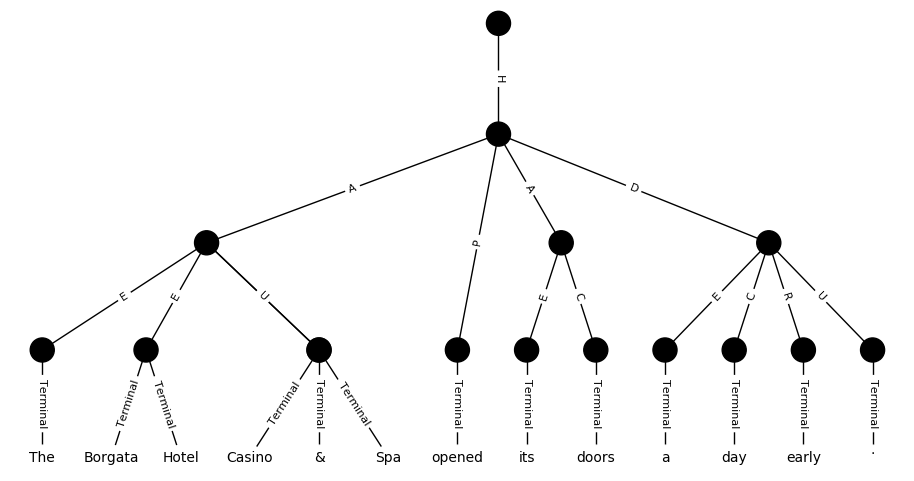 H
A
P
A
D
E
E
U
E
C
E
C
R
U
Terminal
Terminal
Terminal
Terminal
Terminal
Terminal
Terminal
Terminal
Terminal
Terminal
Terminal
Terminal
Terminal
The Borgata Hotel Casino & Spa opened its doors a day early .